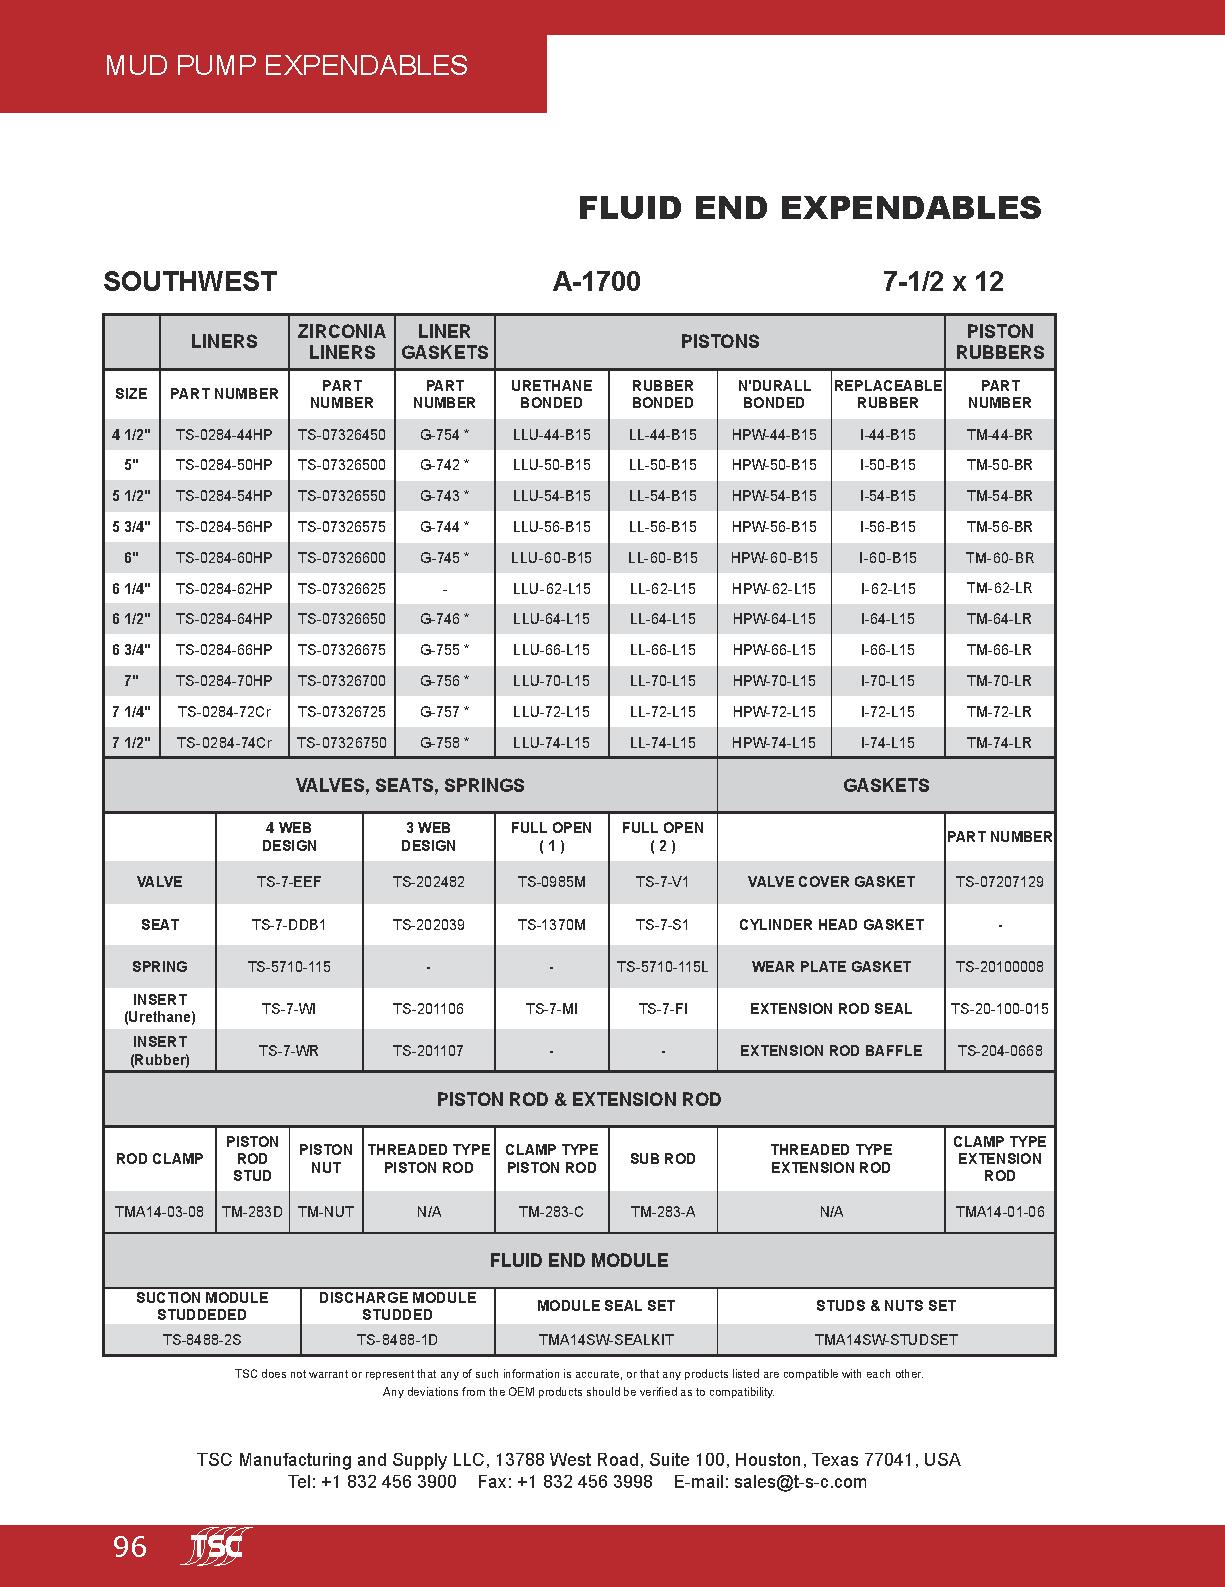 MUD PUMP EXPENDABLES
FLUID END EXPENDABLES
SOUTHWEST A-1700 7-1/2 x 12
LINERS ZIRCONIA LINERS LINER GASKETS PISTONS PISTON RUBBERS
SIZE PART NUMBER PART NUMBER PART NUMBER URETHANE BONDED RUBBER BONDED N'DURALL BONDED REPLACEABLE RUBBER PART NUMBER
4 1/2" TS-0284-44HP TS-07326450 G-754 * LLU-44-B15 LL-44-B15 HPW-44-B15 I-44-B15 TM-44-BR
5" TS-0284-50HP TS-07326500 G-742 * LLU-50-B15 LL-50-B15 HPW-50-B15 I-50-B15 TM-50-BR
5 1/2" TS-0284-54HP TS-07326550 G-743 * LLU-54-B15 LL-54-B15 HPW-54-B15 I-54-B15 TM-54-BR
5 3/4" TS-0284-56HP TS-07326575 G-744 * LLU-56-B15 LL-56-B15 HPW-56-B15 I-56-B15 TM-56-BR
6" TS-0284-60HP TS-07326600 G-745 * LLU-60-B15 LL-60-B15 HPW-60-B15 I-60-B15 TM-60-BR
6 1/4" TS-0284-62HP TS-07326625 - LLU-62-L15 LL-62-L15 HPW-62-L15 I-62-L15 TM-62-LR
6 1/2" TS-0284-64HP TS-07326650 G-746 * LLU-64-L15 LL-64-L15 HPW-64-L15 I-64-L15 TM-64-LR
6 3/4" TS-0284-66HP TS-07326675 G-755 * LLU-66-L15 LL-66-L15 HPW-66-L15 I-66-L15 TM-66-LR
7" TS-0284-70HP TS-07326700 G-756 * LLU-70-L15 LL-70-L15 HPW-70-L15 I-70-L15 TM-70-LR
7 1/4" TS-0284-72Cr TS-07326725 G-757 * LLU-72-L15 LL-72-L15 HPW-72-L15 I-72-L15 TM-72-LR
7 1/2" TS-0284-74Cr TS-07326750 G-758 * LLU-74-L15 LL-74-L15 HPW-74-L15 I-74-L15 TM-74-LR
VALVES, SEATS, SPRINGS GASKETS
4 WEB DESIGN 3 WEB DESIGN FULL OPEN ( 1 ) FULL OPEN ( 2 ) PART NUMBER
VALVE TS-7-EEF TS-202482 TS-0985M TS-7-V1 VALVE COVER GASKET TS-07207129
SEAT TS-7-DDB1 TS-202039 TS-1370M TS-7-S1 CYLINDER HEAD GASKET -
SPRING TS-5710-115 - - TS-5710-115L WEAR PLATE GASKET TS-20100008
INSERT (Urethane) TS-7-WI TS-201106 TS-7-MI TS-7-FI EXTENSION ROD SEAL TS-20-100-015
INSERT (Rubber) TS-7-WR TS-201107 - - EXTENSION ROD BAFFLE TS-204-0668
PISTON ROD & EXTENSION ROD
ROD CLAMP PISTON ROD STUD PISTON NUT THREADED TYPE PISTON ROD CLAMP TYPE PISTON ROD SUB ROD THREADED TYPE EXTENSION ROD CLAMP TYPE EXTENSION ROD
TMA14-03-08 TM-283D TM-NUT N/A TM-283-C TM-283-A N/A TMA14-01-06
FLUID END MODULE
SUCTION MODULE STUDDEDED DISCHARGE MODULE STUDDED MODULE SEAL SET STUDS & NUTS SET
TS-8488-2S TS-8488-1D TMA14SW-SEALKIT TMA14SW-STUDSET
TSC does not warrant or represent that any of such information is accurate, or that any products listed are compatible with each other.
Any deviations from the OEM products should be verified as to compatibility.
TSC Manufacturing and Supply LLC, 13788 West Road, Suite 100, Houston, Texas 77041, USA
Tel: +1 832 456 3900 Fax: +1 832 456 3998 E-mail: sales@t-s-c.com
96 TSC